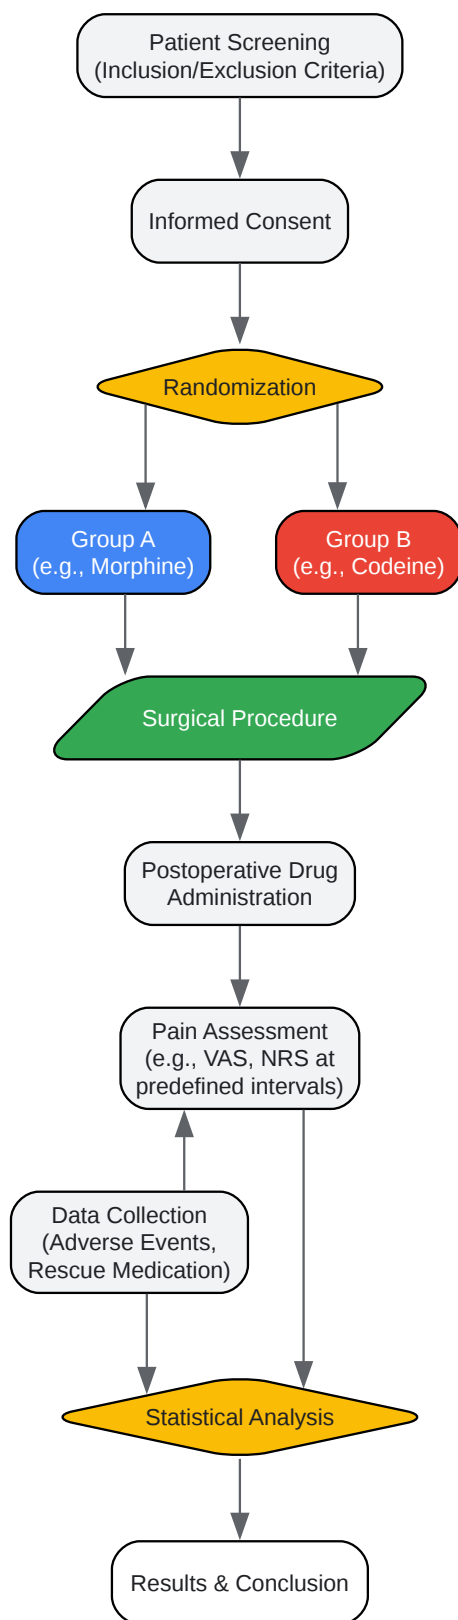 Patient Screening
(Inclusion/Exclusion Criteria)
Informed Consent
Randomization
Group A
(e.g., Morphine)
Group B
(e.g., Codeine)
Surgical Procedure
Postoperative Drug
Administration
Pain Assessment
(e.g., VAS, NRS at
predefined intervals)
Data Collection
(Adverse Events,
Rescue Medication)
Statistical Analysis
Results & Conclusion